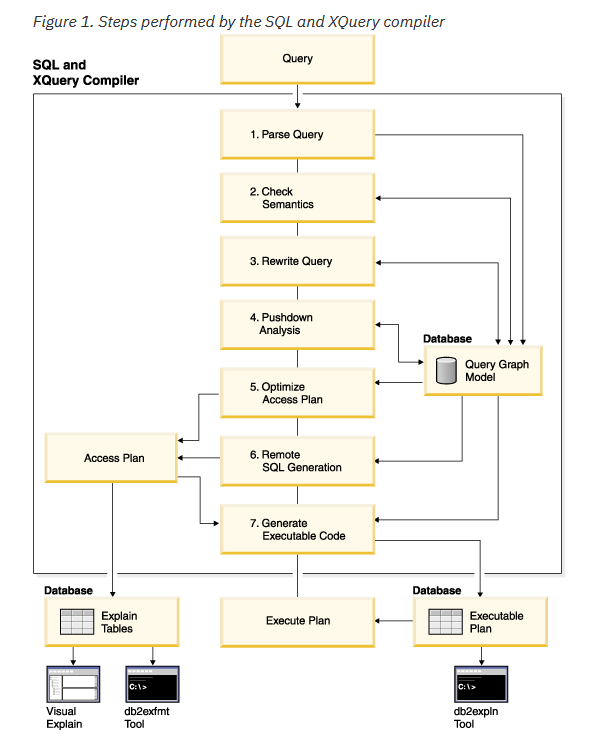 Figure 1. Steps performed by the SQL and XQuery compiler
SQL and
XQuery Compiler
Query
1. Parse Query
2. Check
Semantics
3. Rewrite Query
4. Pushdown
Analysis
Database
Query Graph
Model
5. Optimize
Access Plan
Access Plan
6. Remote
SQL Generation
7. Generate
Executable Code
Database
Explain
Tables
Execute Plan
Database
Executable
Plan
C:\>
C:\>
Visual
Explain
db2exfmt
Tool
db2expln
Tool